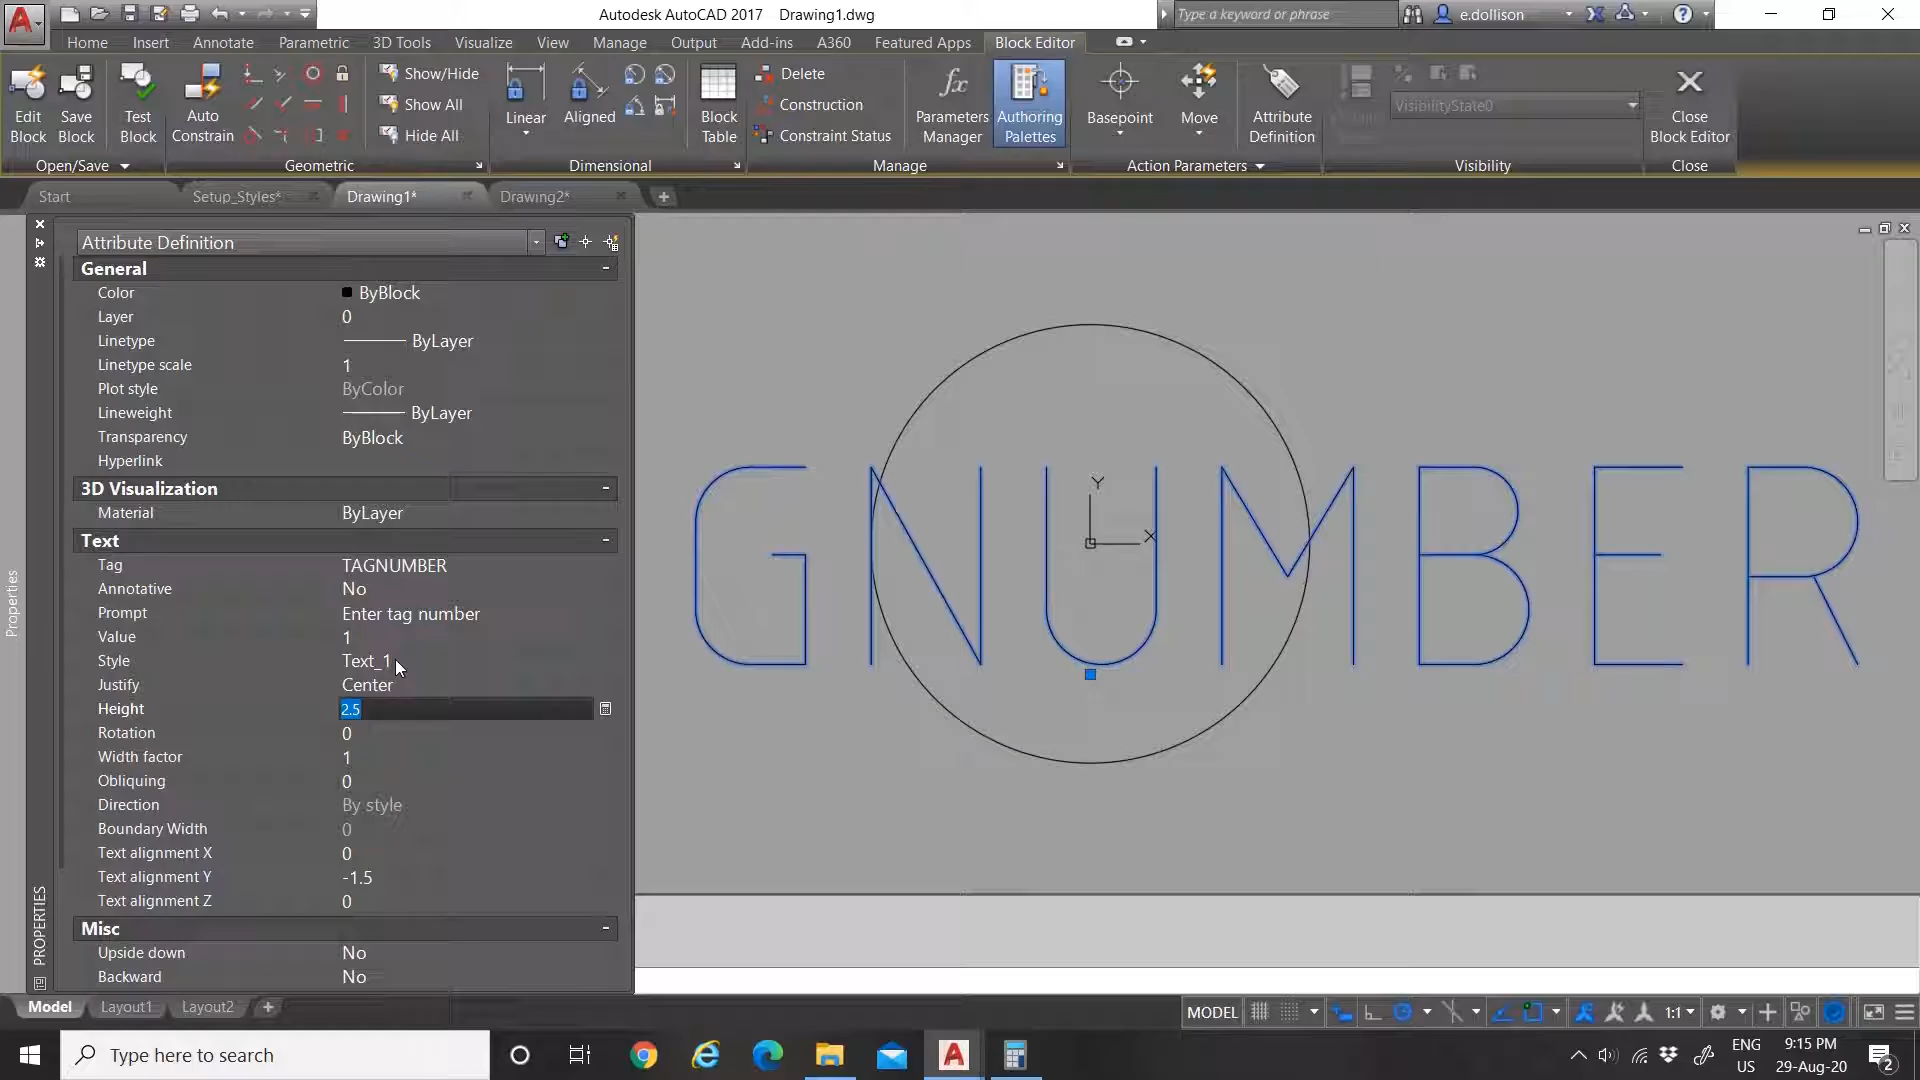 Autodesk AutoCAD 2017 Drawing1.dwg
Type a keyword or phrase
e.dollison
Home Insert Annotate Parametric 3D Tools Visualize View Manage Output Add-ins A360 Featured Apps Block Editor
Edit Block
Save Block
Test Block
Auto Constrain
Show/Hide
Show All
Hide All
Linear
Aligned
Block Table
Delete
Construction
Constraint Status
Parameters Manager
Authoring Palettes
Basepoint
Move
Attribute Definition
VisibilityState0
Close Block Editor
Open/Save Geometric Dimensional Manage Action Parameters Visibility Close
Start Setup_Styles* Drawing1* Drawing2*
Attribute Definition
General
Color ByBlock
Layer 0
Linetype ByLayer
Linetype scale 1
Plot style ByColor
Lineweight ByLayer
Transparency ByBlock
Hyperlink
3D Visualization
Material ByLayer
Text
Tag TAGNUMBER
Annotative No
Prompt Enter tag number
Value 1
Style Text_1
Justify Center
Height 2.5
Rotation 0
Width factor 1
Obliquing 0
Direction By style
Boundary Width 0
Text alignment X 0
Text alignment Y -1.5
Text alignment Z 0
Misc
Upside down No
Backward No
Properties
PROPERTIES
GNUMBER
Y
X
Model Layout1 Layout2
MODEL 1:1
Type here to search
ENG US
9:15 PM
29-Aug-20
2